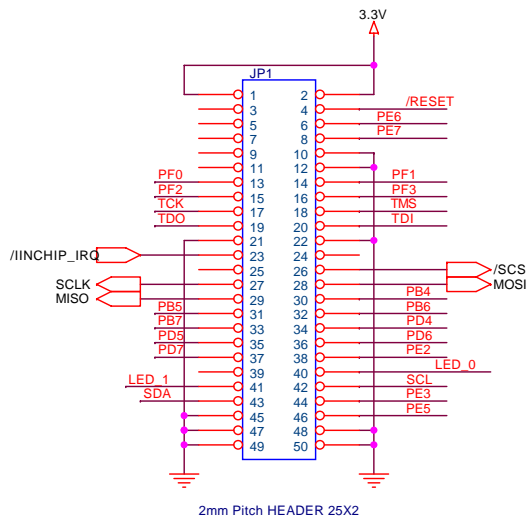 3.3V
JP1
1 2
/RESET
3 4
PE6
5 6
PE7
7 8
9 10
11 12
PF0 13 14 PF1
PF2 15 16 PF3
TCK 17 18 TMS
TDO 19 20 TDI
21 22
/IINCHIP_IRQ 23 24
25 26 /SCS
SCLK 27 28 MOSI
MISO 29 30 PB4
PB5 31 32 PB6
PB7 33 34 PD4
PD5 35 36 PD6
PD7 37 38 PE2
39 40 LED_0
LED_1 41 42 SCL
SDA 43 44 PE3
45 46 PE5
47 48
49 50
2mm Pitch HEADER 25X2